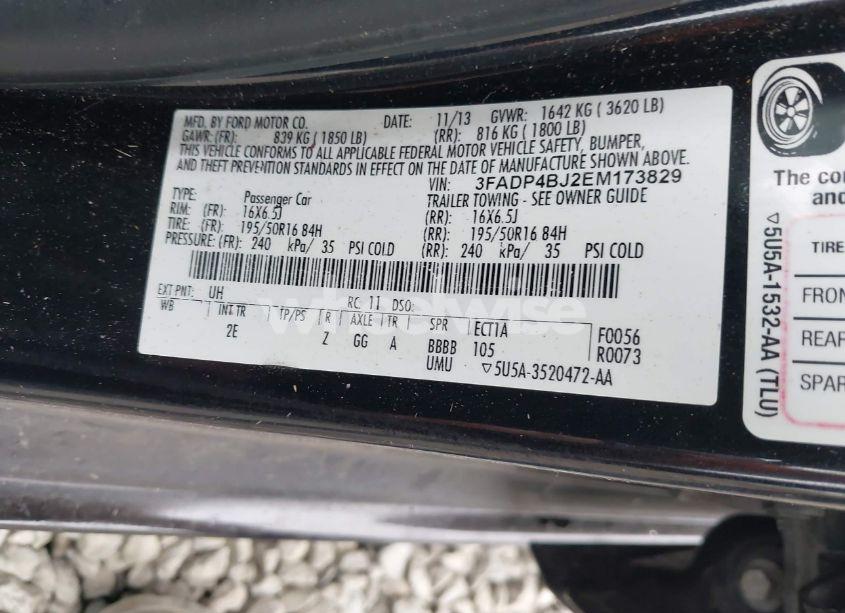 MFD. BY FORD MOTOR CO. DATE: 11/13 GVWR: 1642 KG ( 3620 LB)
GAWR: (FR): 839 KG ( 1850 LB) (RR): 816 KG ( 1800 LB)
THIS VEHICLE CONFORMS TO ALL APPLICABLE FEDERAL MOTOR VEHICLE SAFETY, BUMPER,
AND THEFT PREVENTION STANDARDS IN EFFECT ON THE DATE OF MANUFACTURE SHOWN ABOVE.
VIN: 3FADP4BJ2EM173829
TYPE: Passenger Car TRAILER TOWING - SEE OWNER GUIDE
RIM: (FR): 16X6.5J (RR): 16X6.5J
TIRE: (FR): 195/50R16 84H (RR): 195/50R16 84H
PRESSURE: (FR): 240 kPa/ 35 PSI COLD (RR): 240 kPa/ 35 PSI COLD
EXT PNT: UH RC: 11 DSO:
WB INT TR TP/PS R AXLE TR SPR ECT1A F0056
2E Z GG A BBBB 105 R0073
UMU ▽5U5A-3520472-AA
wheelwise
▽5U5A-1532-AA (TLU)
The co
and
TIRE
FRON
REAR
SPAR